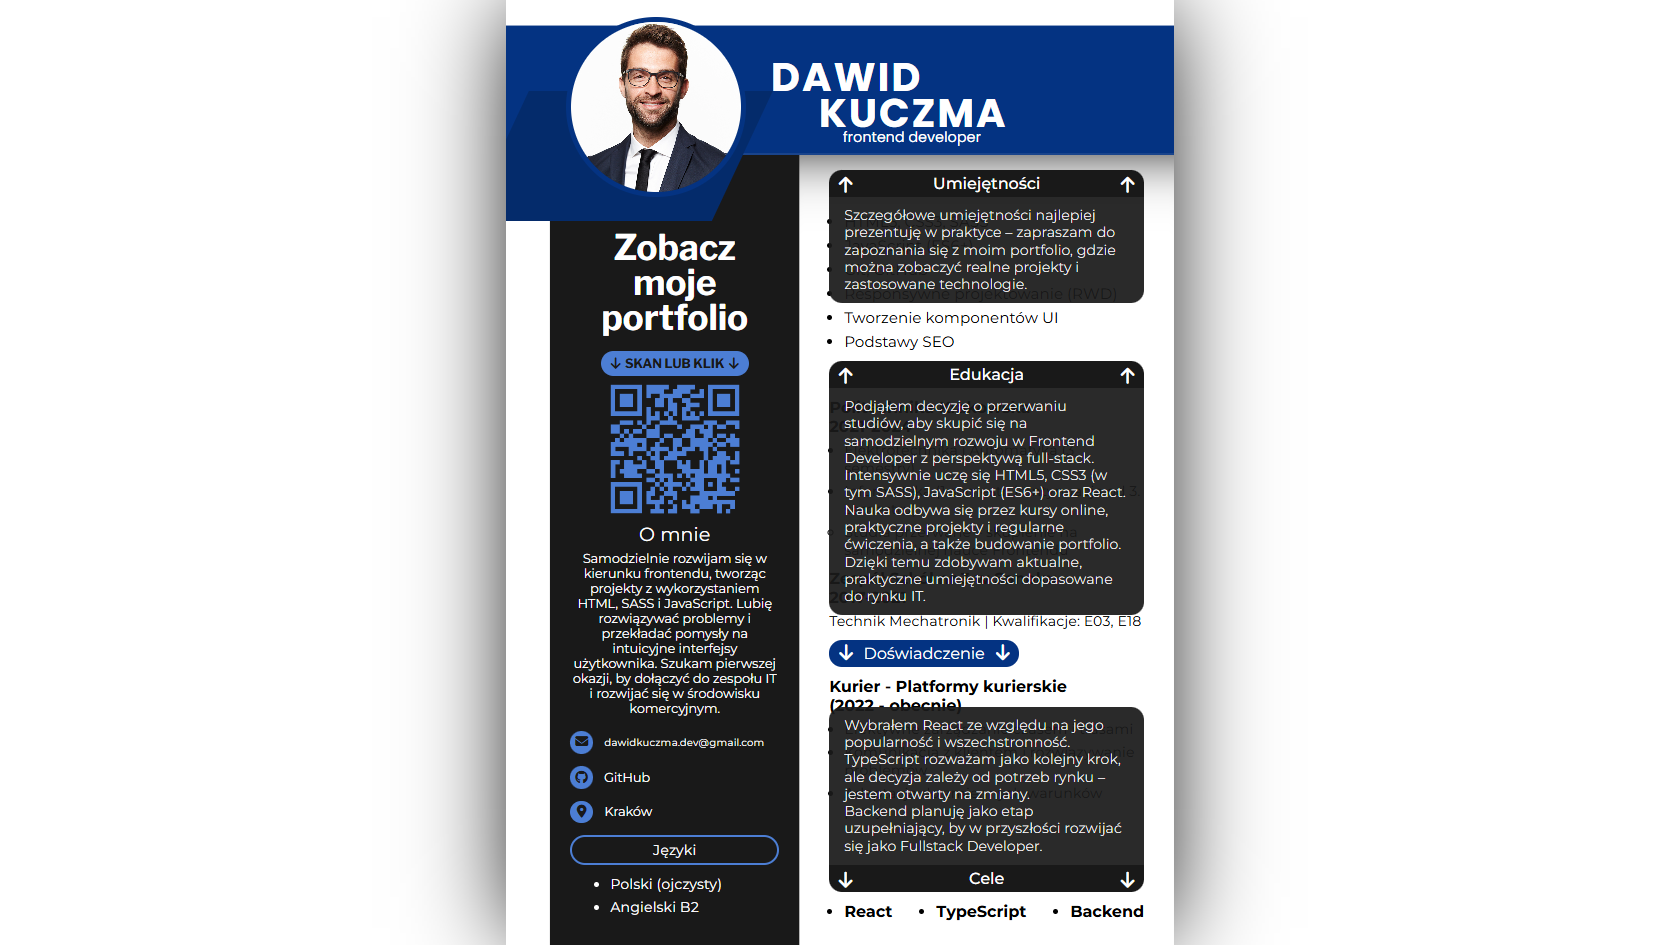 DAWID
KUCZMA
frontend developer
Zobacz
moje
portfolio
SKAN LUB KLIK
O mnie
Samodzielnie rozwijam się w
kierunku frontendu, tworząc
projekty z wykorzystaniem
HTML, SASS i JavaScript. Lubię
rozwiązywać problemy i
przekładać pomysły na
intuicyjne interfejsy
użytkownika. Szukam pierwszej
okazji, by dołączyć do zespołu IT
i rozwijać się w środowisku
komercyjnym.
dawidkuczma.dev@gmail.com
GitHub
Kraków
Języki
Polski (ojczysty)
Angielski B2
Umiejętności
Szczegółowe umiejętności najlepiej
prezentuję w praktyce – zapraszam do
zapoznania się z moim portfolio, gdzie
można zobaczyć realne projekty i
zastosowane technologie.
Responsywne projektowanie (RWD)
Tworzenie komponentów UI
Podstawy SEO
Edukacja
Podjąłem decyzję o przerwaniu
studiów, aby skupić się na
samodzielnym rozwoju w Frontend
Developer z perspektywą full-stack.
Intensywnie uczę się HTML5, CSS3 (w
tym SASS), JavaScript (ES6+) oraz React.
Nauka odbywa się przez kursy online,
praktyczne projekty i regularne
ćwiczenia, a także budowanie portfolio.
Dzięki temu zdobywam aktualne,
praktyczne umiejętności dopasowane
do rynku IT.
Technik Mechatronik | Kwalifikacje: E03, E18
Doświadczenie
Kurier - Platformy kurierskie
(2022 - obecnie)
Wybrałem React ze względu na jego
popularność i wszechstronność.
TypeScript rozważam jako kolejny krok,
ale decyzja zależy od potrzeb rynku –
jestem otwarty na zmiany.
Backend planuję jako etap
uzupełniający, by w przyszłości rozwijać
się jako Fullstack Developer.
Cele
React
TypeScript
Backend